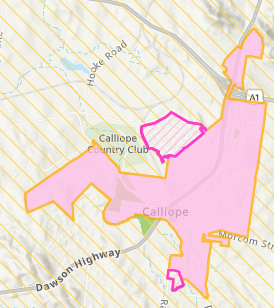 Hooke Road
A1
Calliope
Country Club
Calliope
Morcom St
Dawson Highway
R